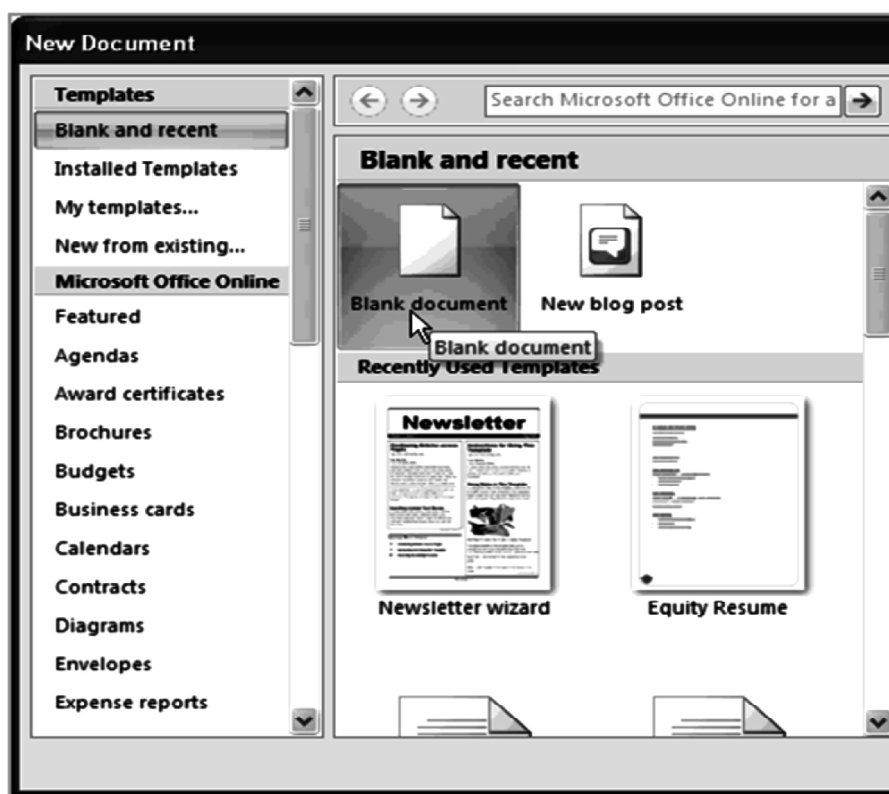 New Document
Templates
Blank and recent
Installed Templates
My templates...
New from existing...
Microsoft Office Online
Featured
Agendas
Award certificates
Brochures
Budgets
Business cards
Calendars
Contracts
Diagrams
Envelopes
Expense reports
Search Microsoft Office Online for a
Blank and recent
Blank document
New blog post
Blank document
Recently Used Templates
Newsletter
Newsletter wizard
Equity Resume